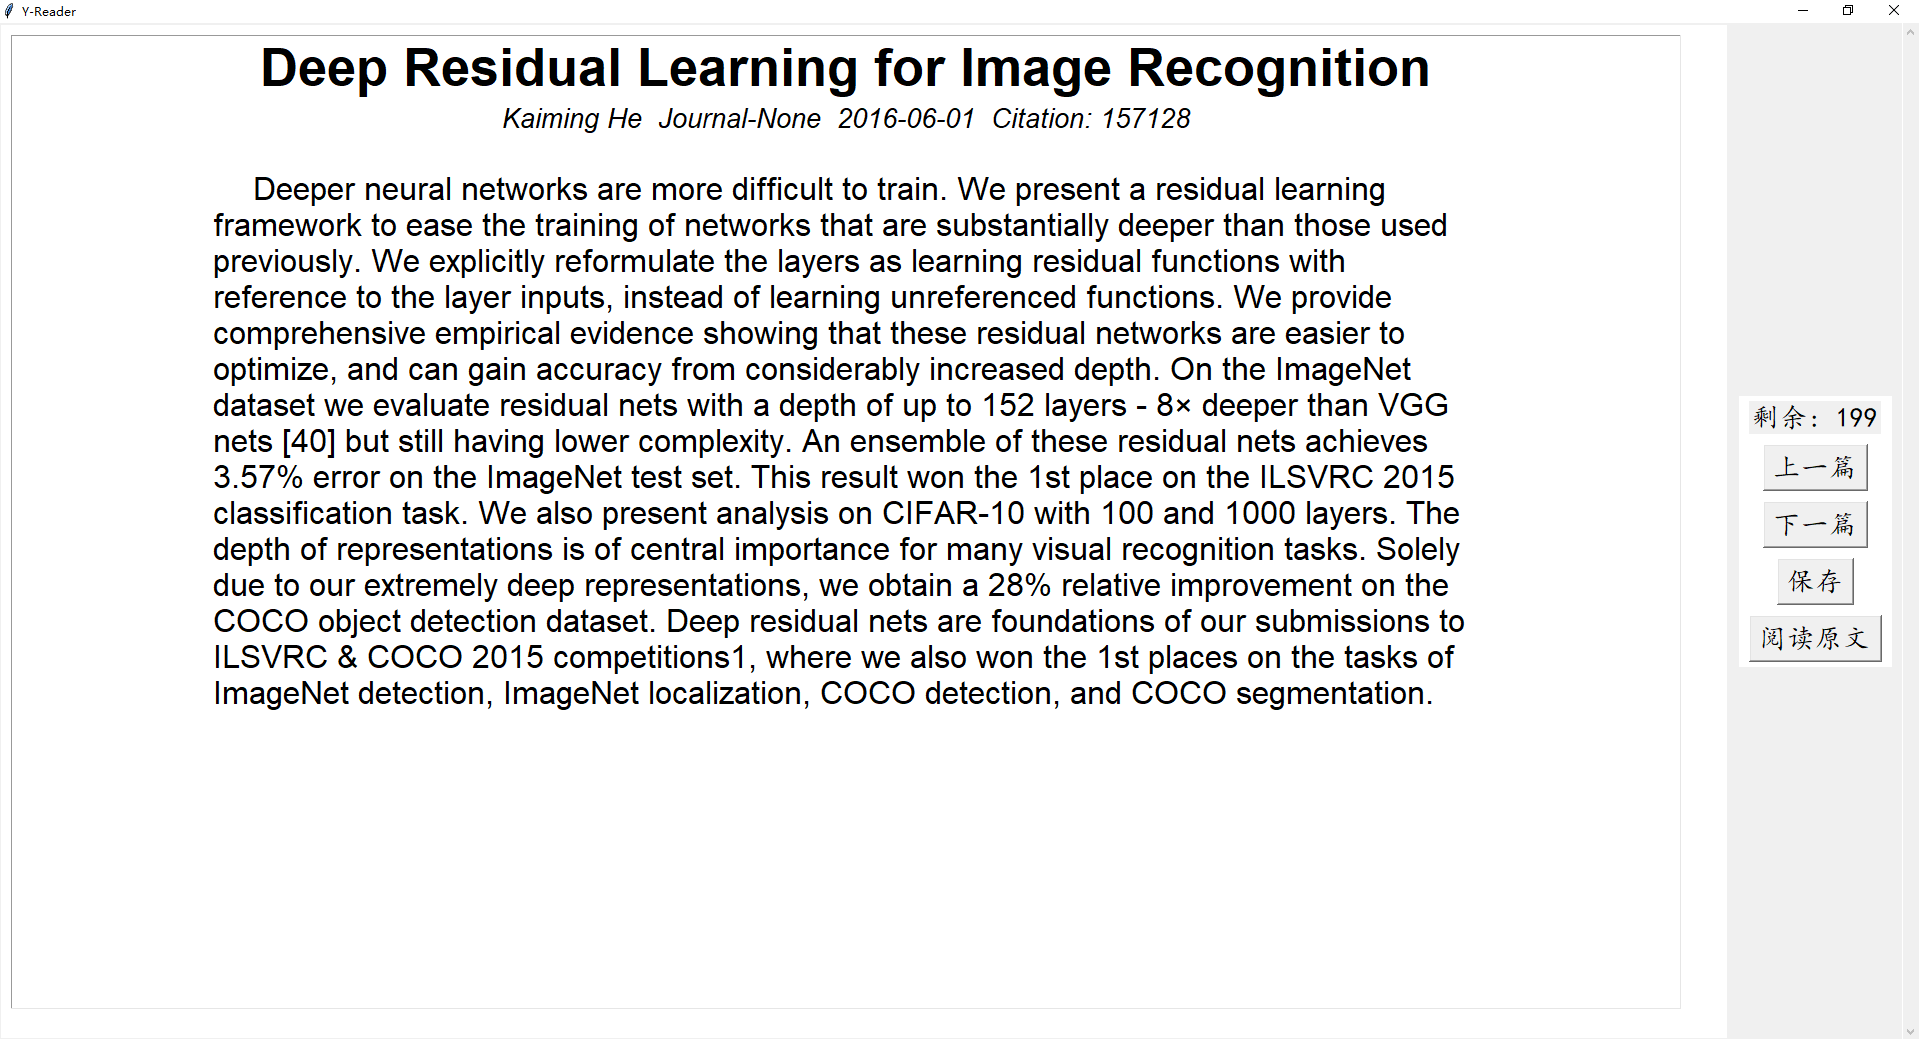 Y-Reader
Deep Residual Learning for Image Recognition
Kaiming He  Journal-None  2016-06-01  Citation: 157128
Deeper neural networks are more difficult to train. We present a residual learning
framework to ease the training of networks that are substantially deeper than those used
previously. We explicitly reformulate the layers as learning residual functions with
reference to the layer inputs, instead of learning unreferenced functions. We provide
comprehensive empirical evidence showing that these residual networks are easier to
optimize, and can gain accuracy from considerably increased depth. On the ImageNet
dataset we evaluate residual nets with a depth of up to 152 layers - 8× deeper than VGG
nets [40] but still having lower complexity. An ensemble of these residual nets achieves
3.57% error on the ImageNet test set. This result won the 1st place on the ILSVRC 2015
classification task. We also present analysis on CIFAR-10 with 100 and 1000 layers. The
depth of representations is of central importance for many visual recognition tasks. Solely
due to our extremely deep representations, we obtain a 28% relative improvement on the
COCO object detection dataset. Deep residual nets are foundations of our submissions to
ILSVRC & COCO 2015 competitions1, where we also won the 1st places on the tasks of
ImageNet detection, ImageNet localization, COCO detection, and COCO segmentation.
剩余: 199
上一篇
下一篇
保存
阅读原文